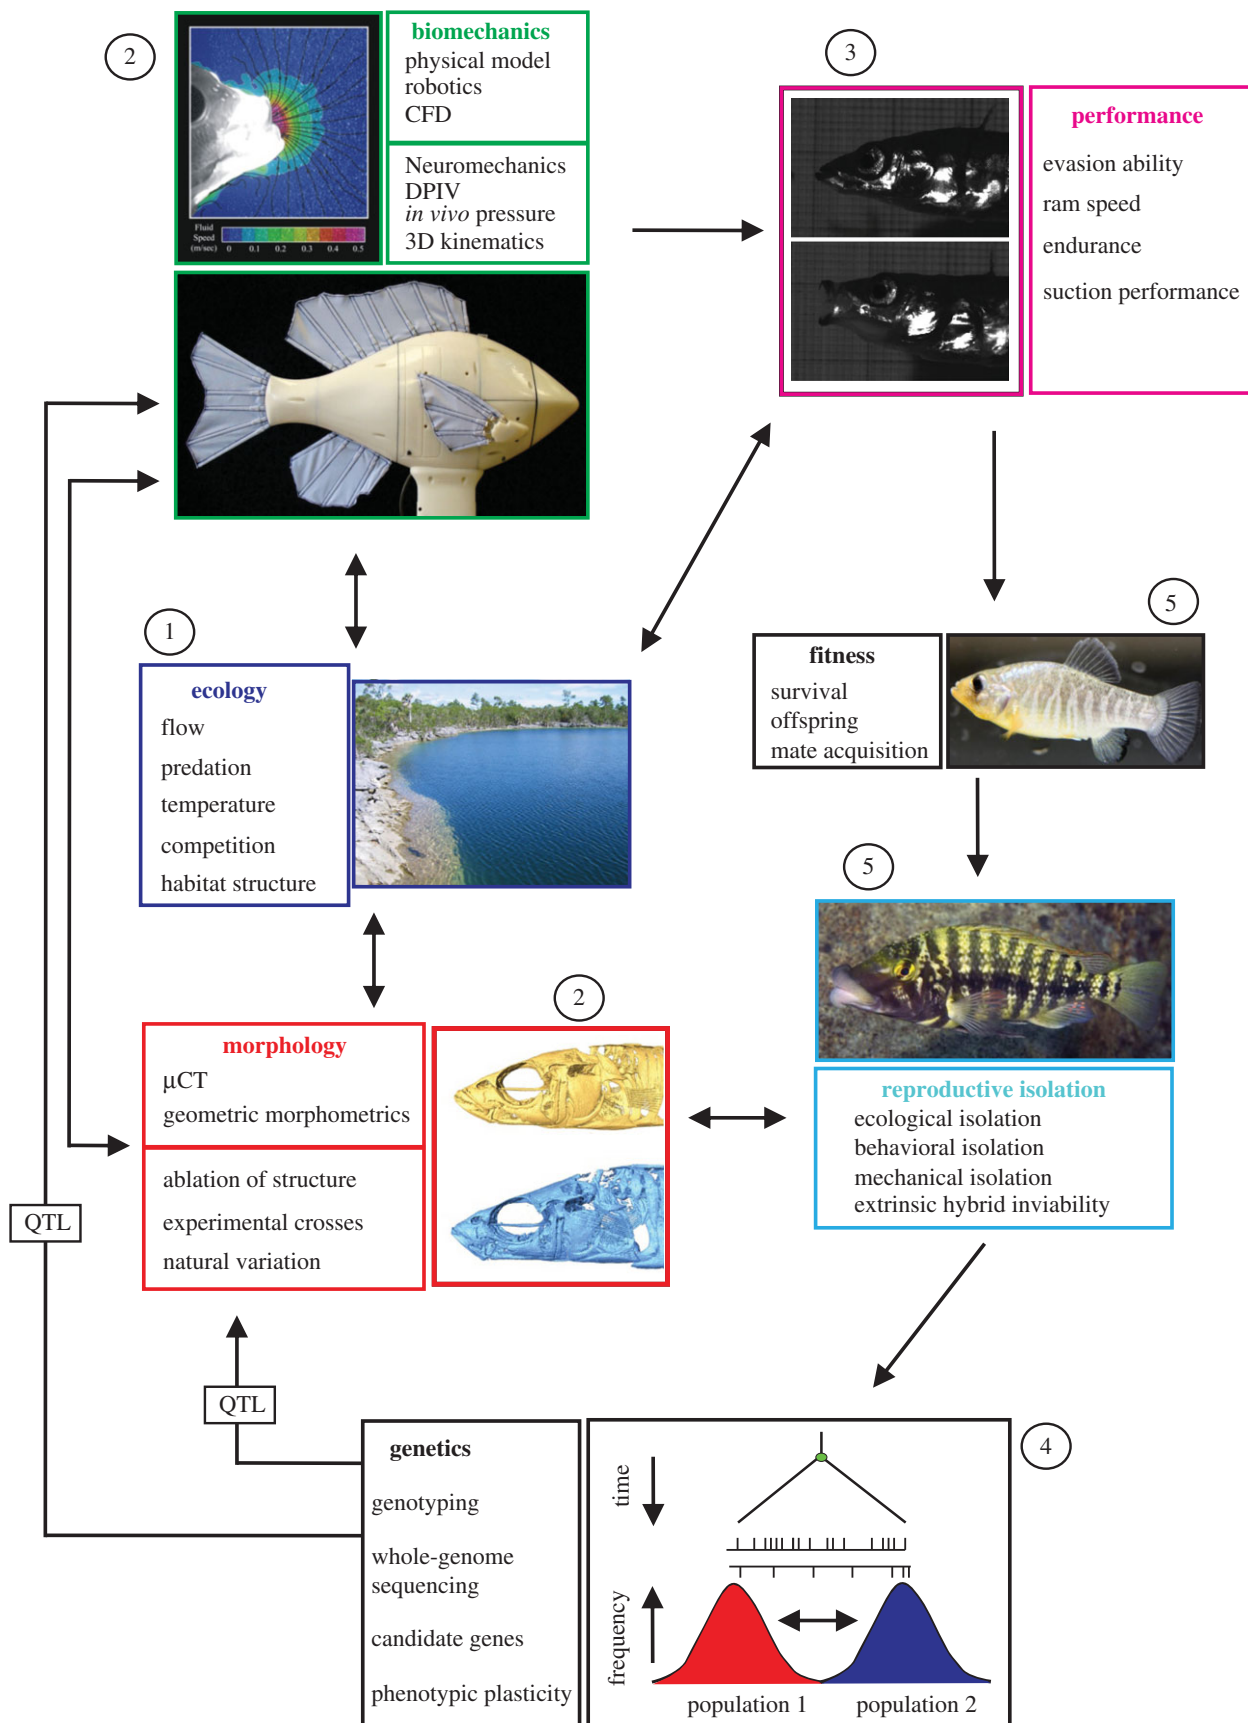 2
biomechanics
physical model
robotics
CFD
Neuromechanics
DPIV
in vivo pressure
3D kinematics
Fluid
Speed
(m/sec)
0 0.1 0.2 0.3 0.4 0.5
3
performance
evasion ability
ram speed
endurance
suction performance
1
ecology
flow
predation
temperature
competition
habitat structure
5
fitness
survival
offspring
mate acquisition
5
reproductive isolation
ecological isolation
behavioral isolation
mechanical isolation
extrinsic hybrid inviability
2
morphology
μCT
geometric morphometrics
ablation of structure
experimental crosses
natural variation
QTL
QTL
4
genetics
genotyping
whole-genome
sequencing
candidate genes
phenotypic plasticity
time
frequency
population 1
population 2